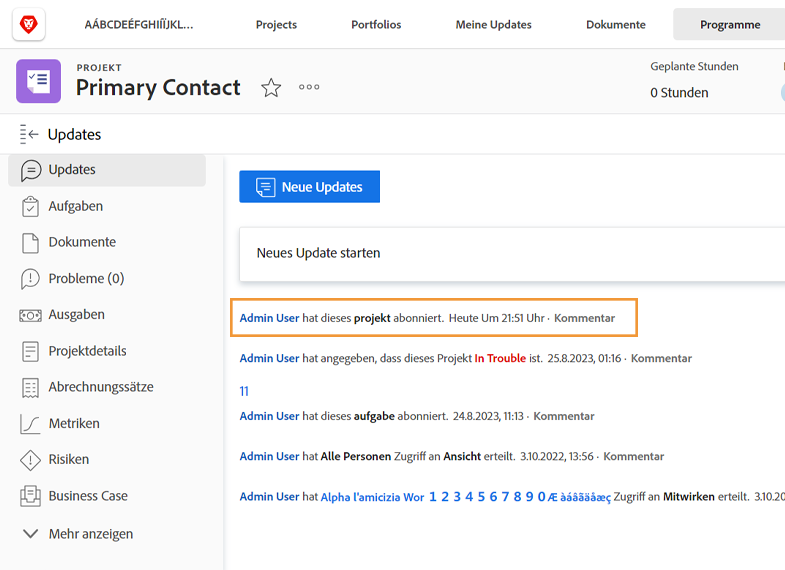 AÁBCDEÉFGHIÍÏJKL... Projects Portfolios Meine Updates Dokumente Programme
PROJEKT
Primary Contact
Geplante Stunden
0 Stunden
Updates
Updates
Aufgaben
Dokumente
Probleme (0)
Ausgaben
Projektdetails
Abrechnungssätze
Metriken
Risiken
Business Case
Mehr anzeigen
Neue Updates
Neues Update starten
Admin User hat dieses projekt abonniert. Heute Um 21:51 Uhr · Kommentar
Admin User hat angegeben, dass dieses Projekt In Trouble ist. 25.8.2023, 01:16 · Kommentar
11
Admin User hat dieses aufgabe abonniert. 24.8.2023, 11:13 · Kommentar
Admin User hat Alle Personen Zugriff an Ansicht erteilt. 3.10.2022, 13:56 · Kommentar
Admin User hat Alpha l'amicizia Wor 1 2 3 4 5 6 7 8 9 0 Æ àáâãäåæç Zugriff an Mitwirken erteilt. 3.10.20